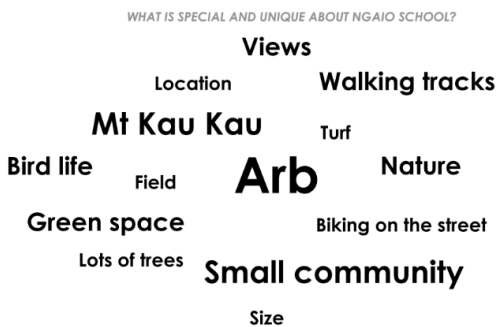 WHAT IS SPECIAL AND UNIQUE ABOUT NGAIO SCHOOL?
Views
Location
Walking tracks
Mt Kau Kau
Turf
Bird life
Field
Arb
Nature
Green space
Biking on the street
Lots of trees
Small community
Size